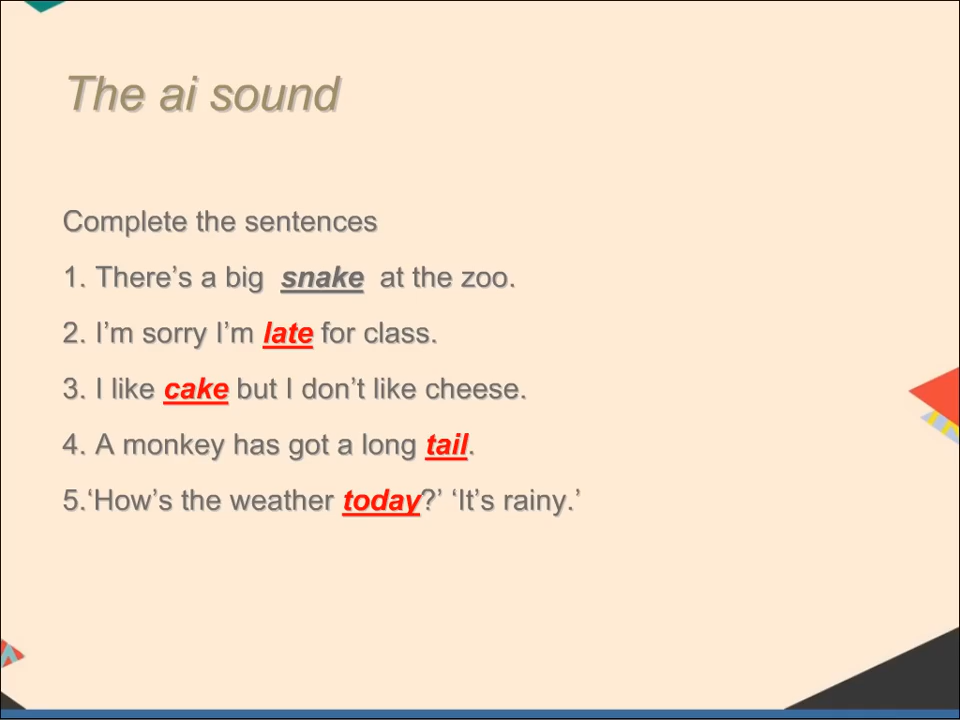 The ai sound
Complete the sentences
1. There’s a big snake at the zoo.
2. I’m sorry I’m late for class.
3. I like cake but I don’t like cheese.
4. A monkey has got a long tail.
5.‘How’s the weather today?’ ‘It’s rainy.’